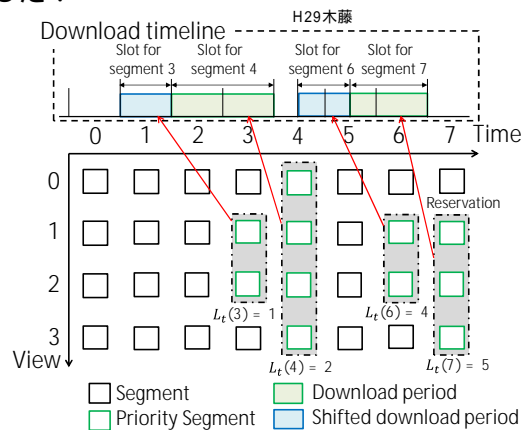 H29木藤
Download timeline
Slot for segment 3
Slot for segment 4
Slot for segment 6
Slot for segment 7
0 1 2 3 4 5 6 7 Time
0
Reservation
1
2
L_t(3) = 1
L_t(6) = 4
3
View
L_t(4) = 2
L_t(7) = 5
Segment
Download period
Priority Segment
Shifted download period